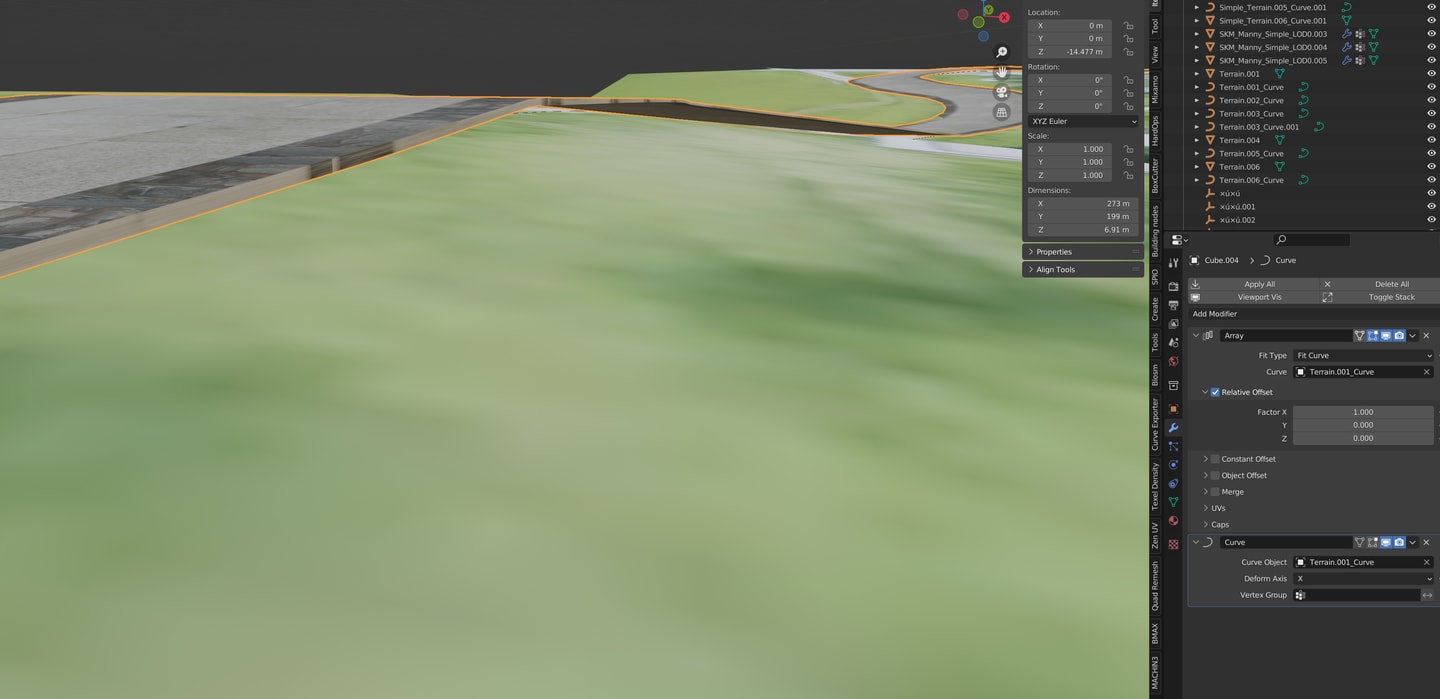 Location:
X 0 m
Y 0 m
Z -14.477 m
Rotation:
X 0°
Y 0°
Z 0°
XYZ Euler
Scale:
X 1.000
Y 1.000
Z 1.000
Dimensions:
X 273 m
Y 199 m
Z 6.91 m
Properties
Align Tools
Y
X
Tool
View
Mixamo
HardOps
BoxCutter
Building nodes
SPIO
Create
Tools
Blosm
Curve Exporter
Texel Density
Zen UV
Quad Remesh
BMAX
MACHIN3
Simple_Terrain.005_Curve.001
Simple_Terrain.006_Curve.001
SKM_Manny_Simple_LOD0.003
SKM_Manny_Simple_LOD0.004
SKM_Manny_Simple_LOD0.005
Terrain.001
Terrain.001_Curve
Terrain.002_Curve
Terrain.003_Curve
Terrain.003_Curve.001
Terrain.004
Terrain.005_Curve
Terrain.006
Terrain.006_Curve
×ú×ú
×ú×ú.001
×ú×ú.002
Cube.004 Curve
Apply All Delete All
Viewport Vis Toggle Stack
Add Modifier
Array
Fit Type Fit Curve
Curve Terrain.001_Curve
Relative Offset
Factor X 1.000
Y 0.000
Z 0.000
Constant Offset
Object Offset
Merge
UVs
Caps
Curve
Curve Object Terrain.001_Curve
Deform Axis X
Vertex Group